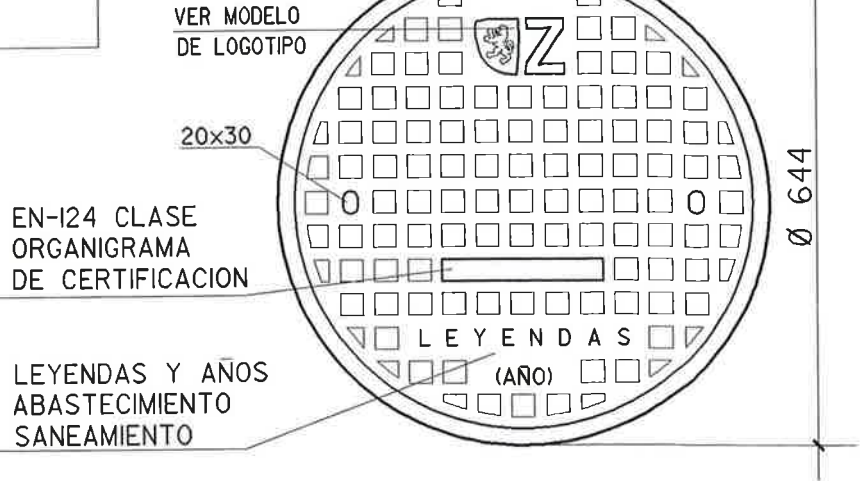 VER MODELO
DE LOGOTIPO
Z
20x30
Ø 644
EN-124 CLASE
ORGANIGRAMA
DE CERTIFICACION
LEYENDAS
(AÑO)
LEYENDAS Y AÑOS
ABASTECIMIENTO
SANEAMIENTO